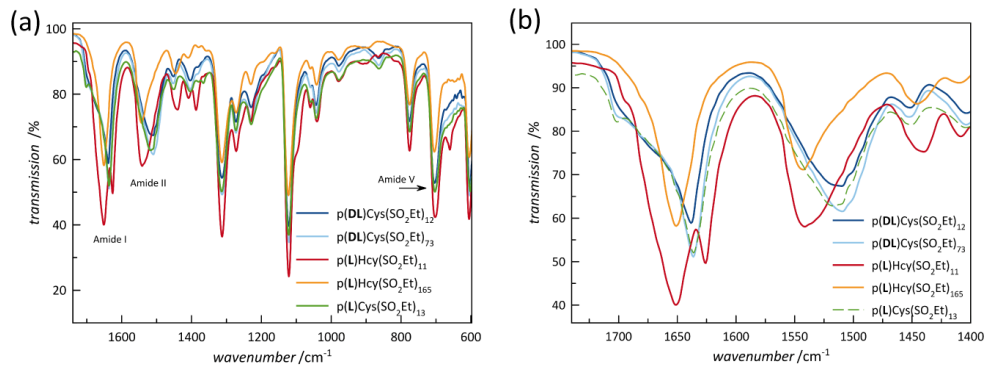 (a)
100
80
60
40
20
transmission /%
1600
1400
1200
1000
800
600
wavenumber /cm⁻¹
Amide I
Amide II
Amide V
p(DL)Cys(SO₂Et)₁₂
p(DL)Cys(SO₂Et)₇₃
p(L)Hcy(SO₂Et)₁₁
p(L)Hcy(SO₂Et)₁₆₅
p(L)Cys(SO₂Et)₁₃
(b)
100
90
80
70
60
50
40
transmission /%
1700
1600
1500
1400
wavenumber /cm⁻¹
p(DL)Cys(SO₂Et)₁₂
p(DL)Cys(SO₂Et)₇₃
p(L)Hcy(SO₂Et)₁₁
p(L)Hcy(SO₂Et)₁₆₅
p(L)Cys(SO₂Et)₁₃